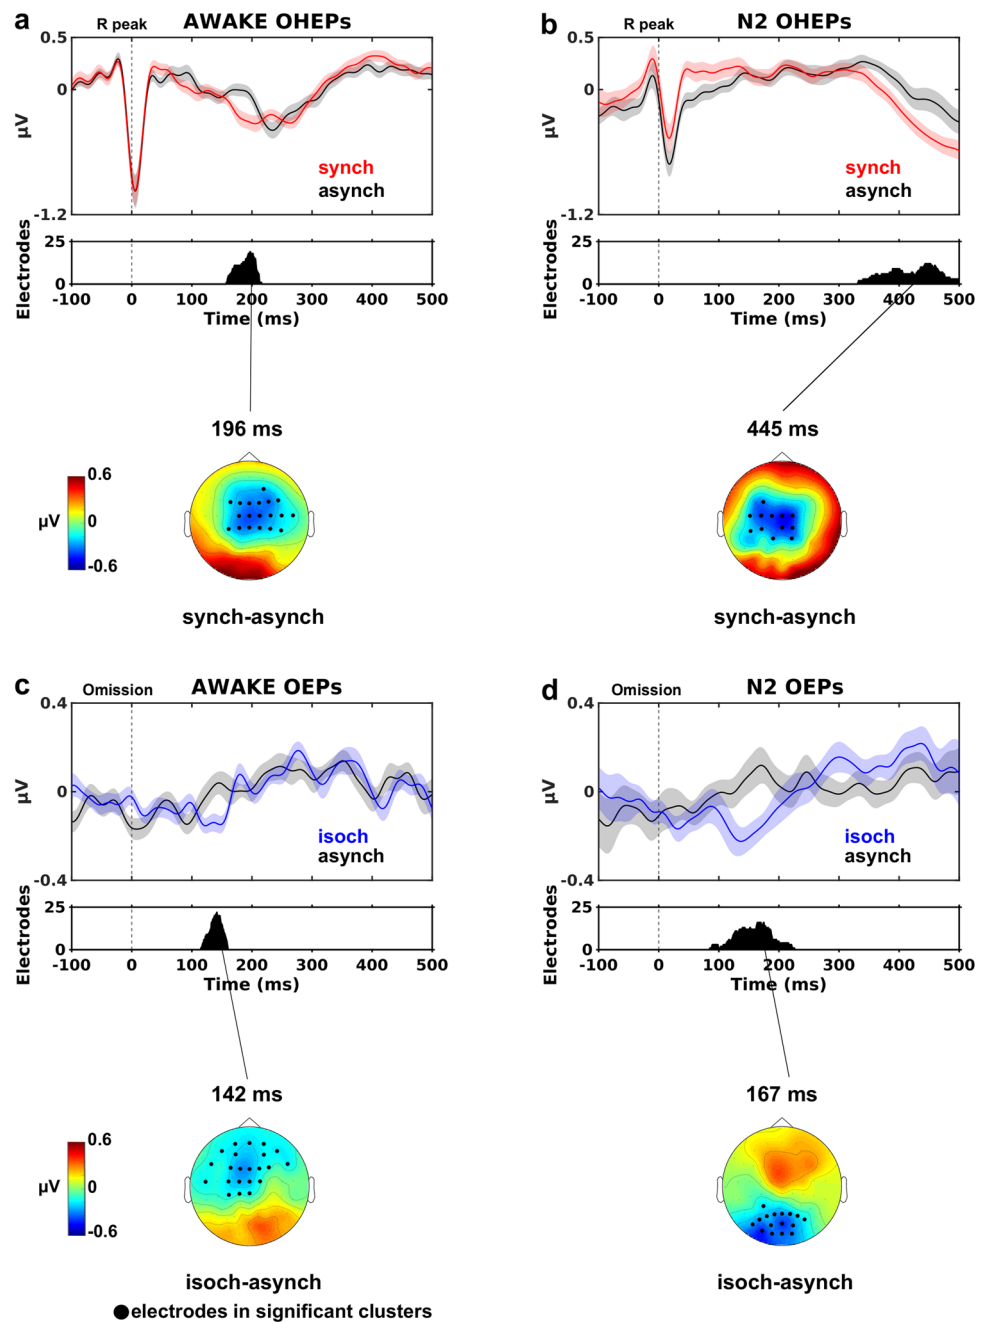 a
AWAKE OHEPs
R peak
0.5
0
-1.2
µV
synch
asynch
Electrodes
25
0
-100 0 100 200 300 400 500
Time (ms)
196 ms
0.6
0
-0.6
µV
synch-asynch
b
N2 OHEPs
R peak
0.5
0
-1.2
µV
synch
asynch
Electrodes
25
0
-100 0 100 200 300 400 500
Time (ms)
445 ms
synch-asynch
c
AWAKE OEPs
Omission
0.4
0
-0.4
µV
isoch
asynch
Electrodes
25
0
-100 0 100 200 300 400 500
Time (ms)
142 ms
0.6
0
-0.6
µV
isoch-asynch
d
N2 OEPs
Omission
0.4
0
-0.4
µV
isoch
asynch
Electrodes
25
0
-100 0 100 200 300 400 500
Time (ms)
167 ms
isoch-asynch
electrodes in significant clusters